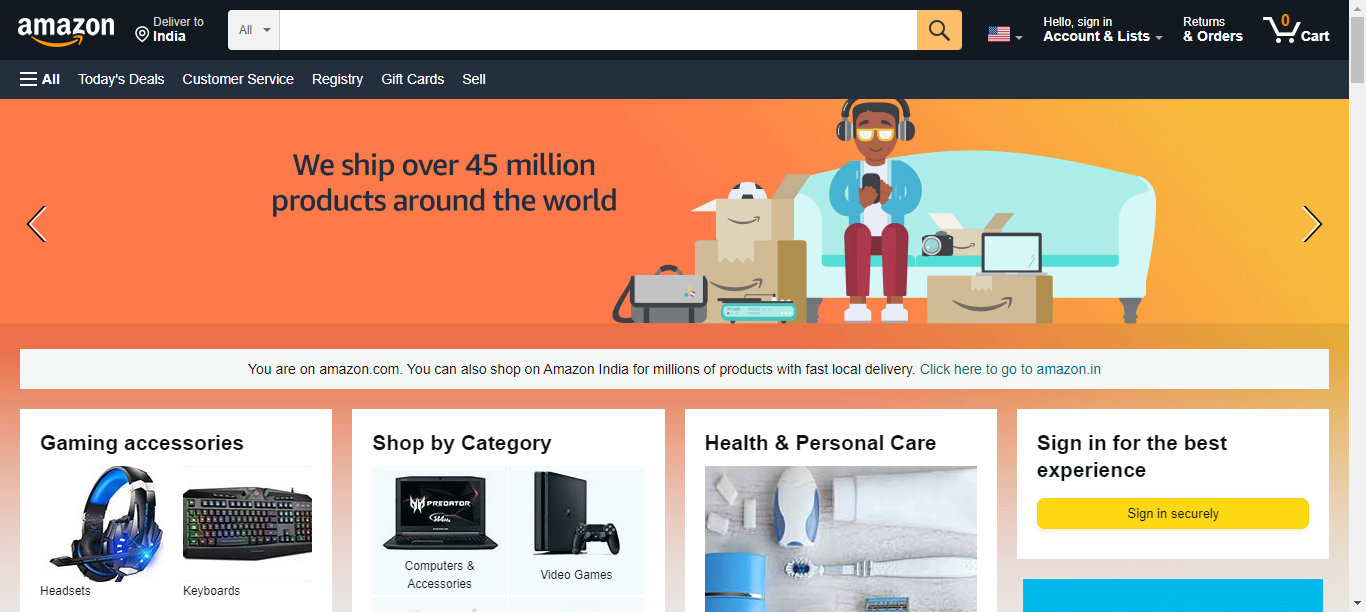 amazon
Deliver to
India
All
Hello, sign in
Account & Lists
Returns
& Orders
0
Cart
All
Today's Deals
Customer Service
Registry
Gift Cards
Sell
We ship over 45 million
products around the world
You are on amazon.com. You can also shop on Amazon India for millions of products with fast local delivery. Click here to go to amazon.in
Gaming accessories
Headsets
Keyboards
Shop by Category
PREDATOR
Computers &
Accessories
Video Games
Health & Personal Care
Sign in for the best
experience
Sign in securely